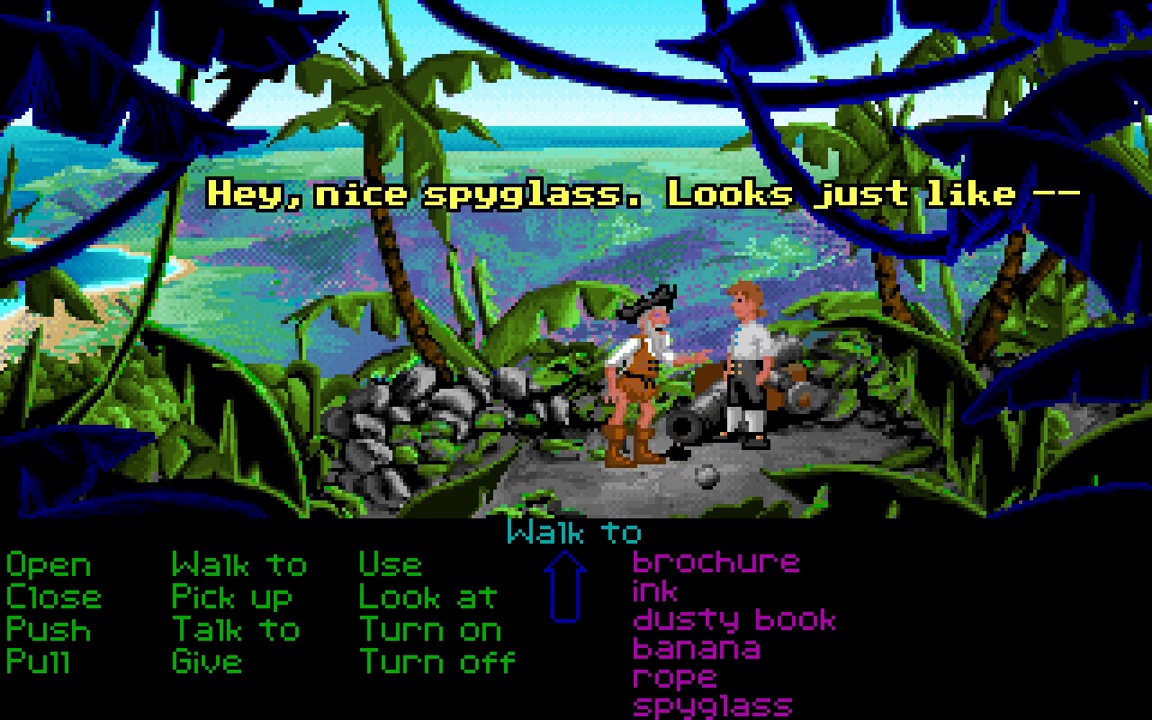 Hey, nice spyglass. Looks just like --
Walk to
Open Walk to Use
Close Pick up Look at
Push Talk to Turn on
Pull Give Turn off
brochure
ink
dusty book
banana
rope
spyglass